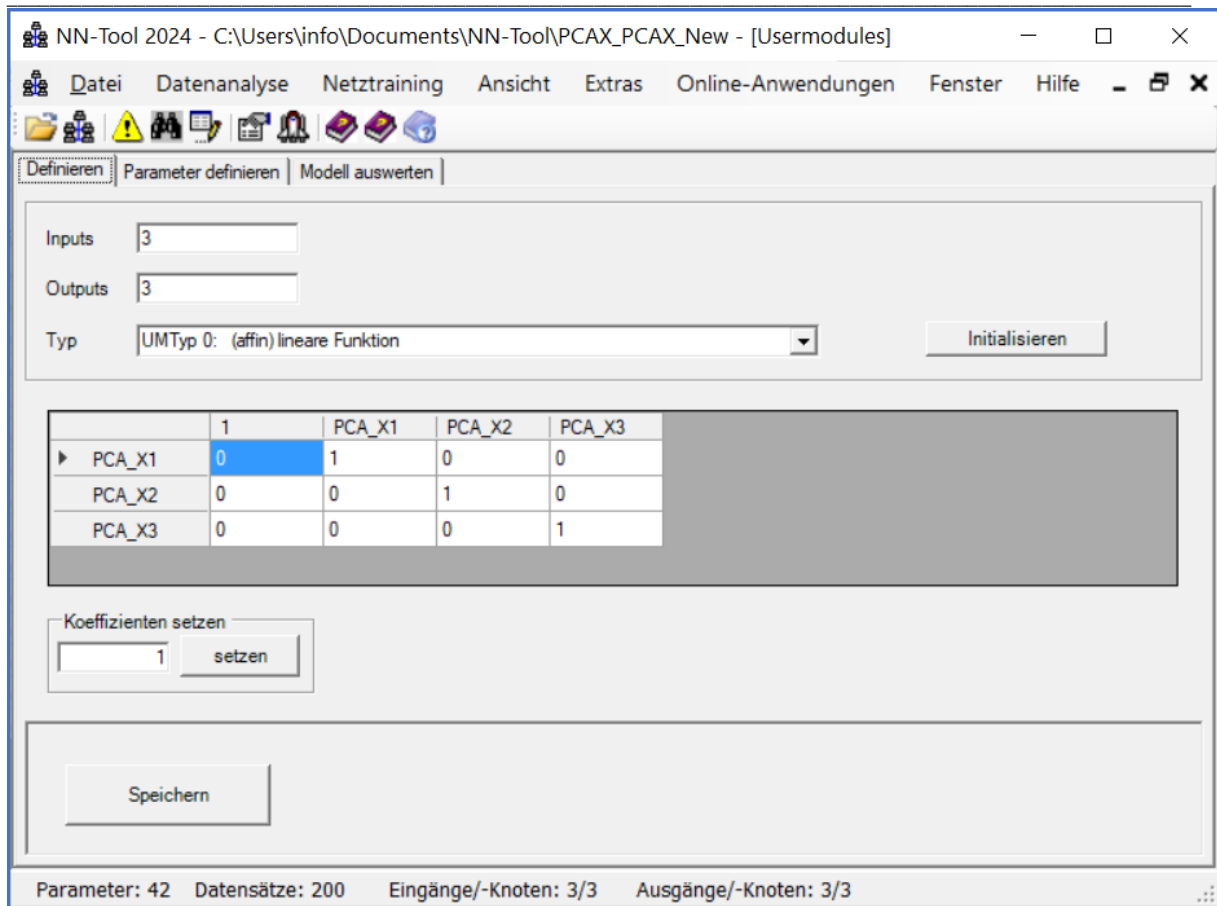 NN-Tool 2024 - C:\Users\info\Documents\NN-Tool\PCAX_PCAX_New - [Usermodules]
Datei Datenanalyse Netztraining Ansicht Extras Online-Anwendungen Fenster Hilfe
Definieren Parameter definieren Modell auswerten
Inputs 3
Outputs 3
Typ UMTyp 0: (affin) lineare Funktion Initialisieren
1 PCA_X1 PCA_X2 PCA_X3
PCA_X1 0 1 0 0
PCA_X2 0 0 1 0
PCA_X3 0 0 0 1
Koeffizienten setzen
1 setzen
Speichern
Parameter: 42 Datensätze: 200 Eingänge/-Knoten: 3/3 Ausgänge/-Knoten: 3/3